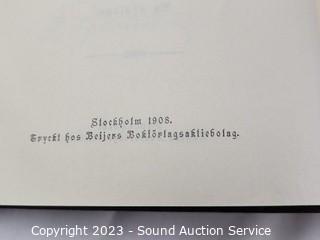 Stockholm 1908.
Tryckt hos Beijers Bokförlagsaktiebolag.
Copyright 2023 - Sound Auction Service